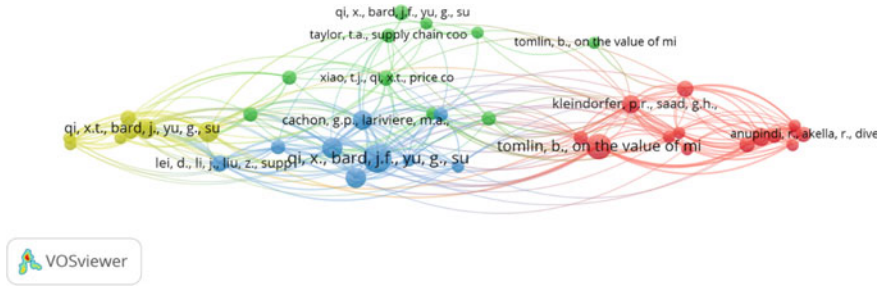 qi, x., bard, j.f., yu, g., su
taylor, t.a., supply chain coo
tomlin, b., on the value of mi
xiao, t.j., qi, x.t., price co
kleindorfer, p.r., saad, g.h.,
cachon, g.p., lariviere, m.a.,
qi, x.t., bard, j., yu, g., su
anupindi, r., akella, r., dive
tomlin, b., on the value of mi
lei, d., li, j., liu, z., suppl
qi, x., bard, j.f., yu, g., su
VOSviewer